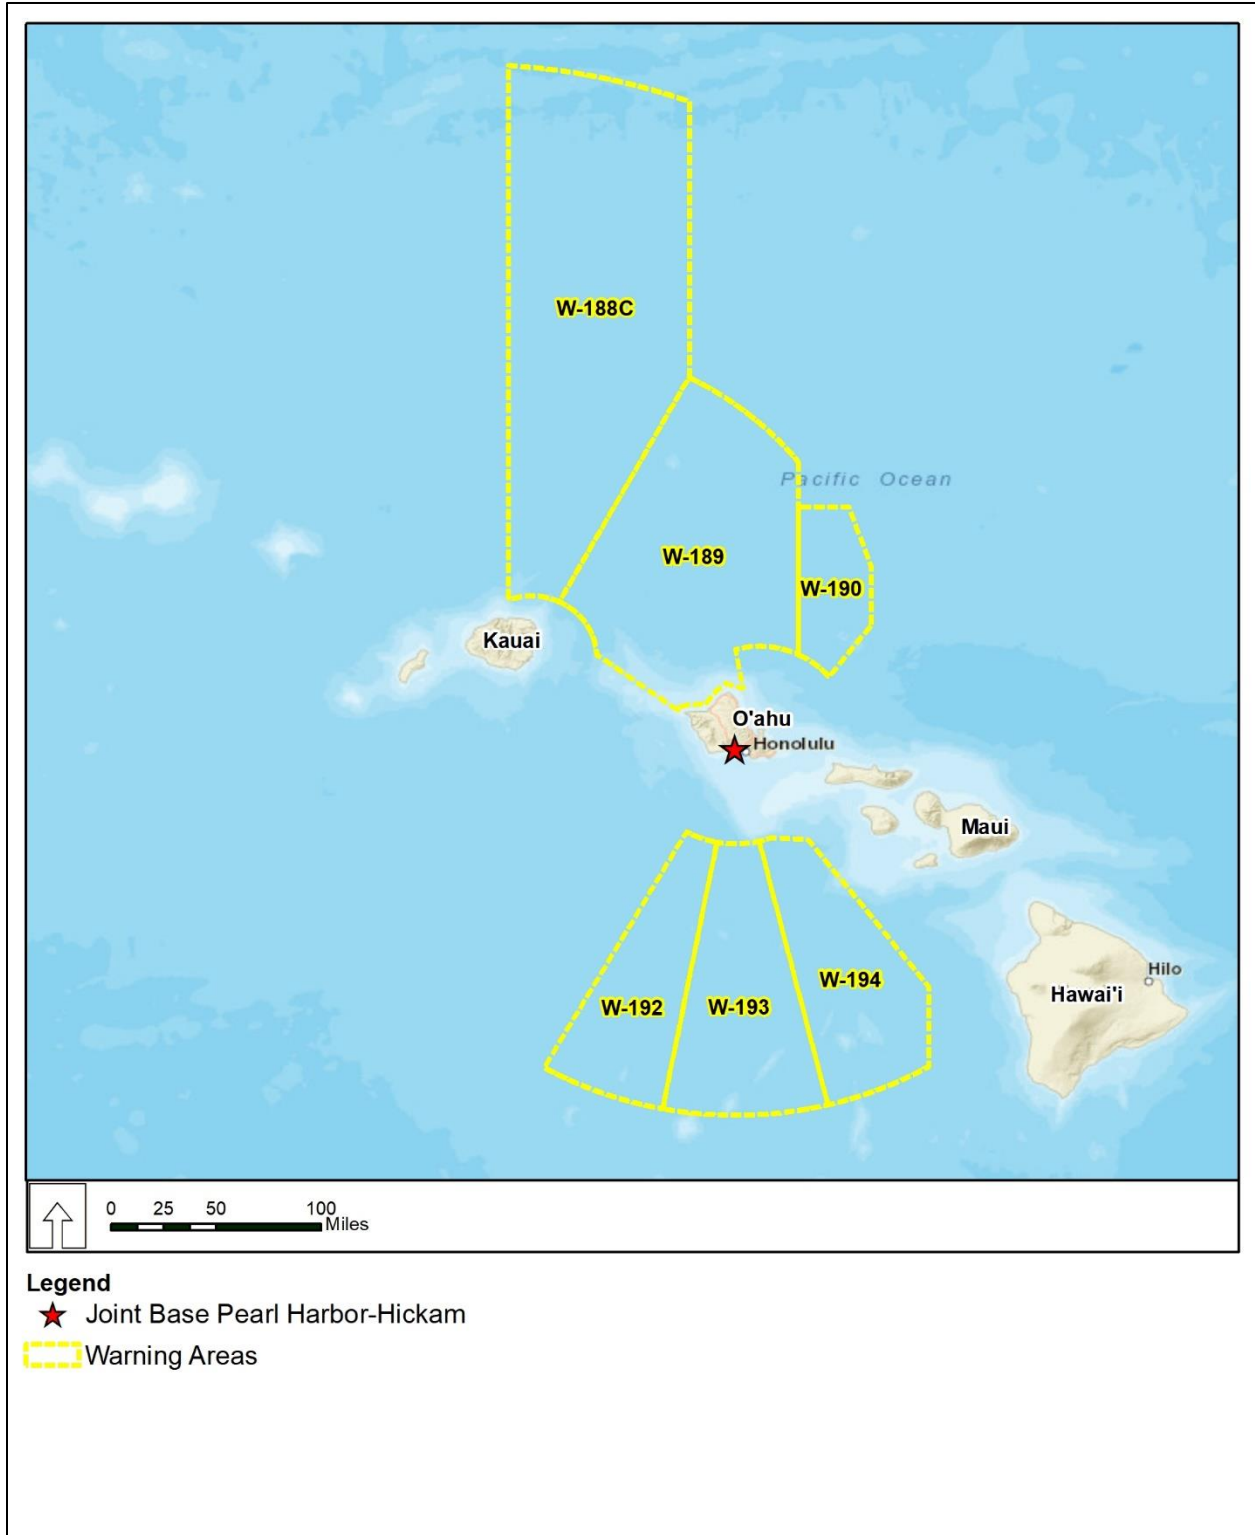 W-188C
Pacific Ocean
W-189
W-190
Kauai
O'ahu
Honolulu
Maui
W-194
Hilo
Hawai'i
W-192
W-193
0 25 50 100
Miles
Legend
Joint Base Pearl Harbor-Hickam
Warning Areas